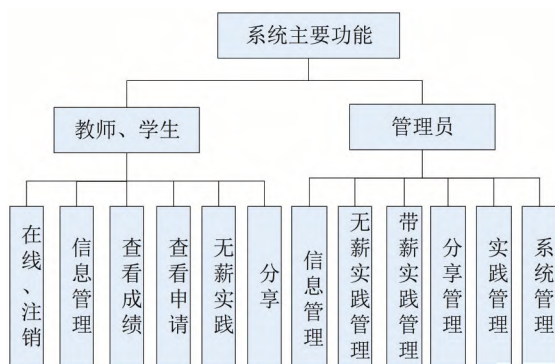 系统主要功能
教师、学生
管理员
在线、注销
信息管理
查看成绩
查看申请
无薪实践
分享
信息管理
无薪实践管理
带薪实践管理
分享管理
实践管理
系统管理